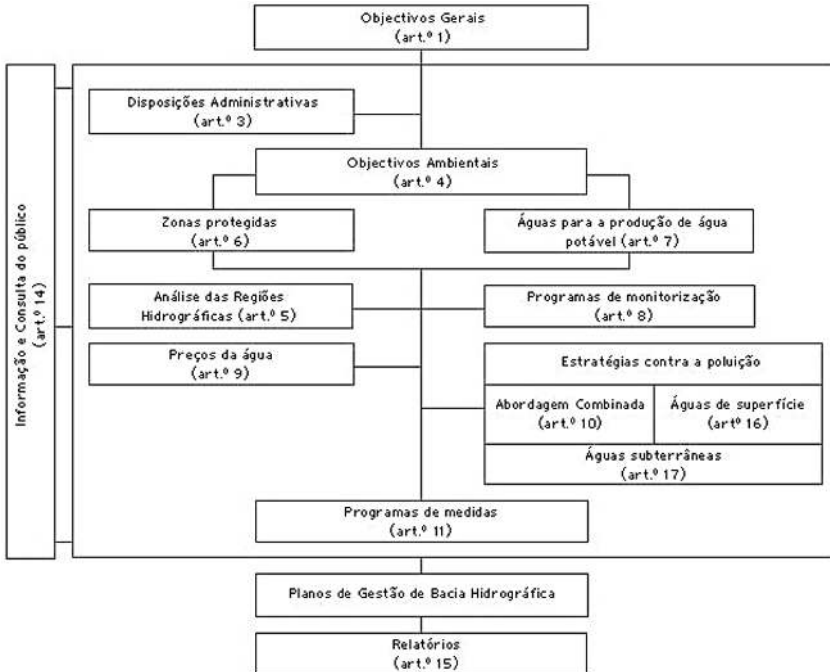 Objectivos Gerais
(art.º 1)
Informação e Consulta do público
(art.º 14)
Disposições Administrativas
(art.º 3)
Objectivos Ambientais
(art.º 4)
Zonas protegidas
(art.º 6)
Águas para a produção de água
potável (art.º 7)
Análise das Regiões
Hidrográficas (art.º 5)
Programas de monitorização
(art.º 8)
Preços da água
(art.º 9)
Estratégias contra a poluição
Abordagem Combinada
(art.º 10)
Águas de superfície
(artº 16)
Águas subterrâneas
(art.º 17)
Programas de medidas
(art.º 11)
Planos de Gestão de Bacia Hidrográfica
Relatórios
(art.º 15)